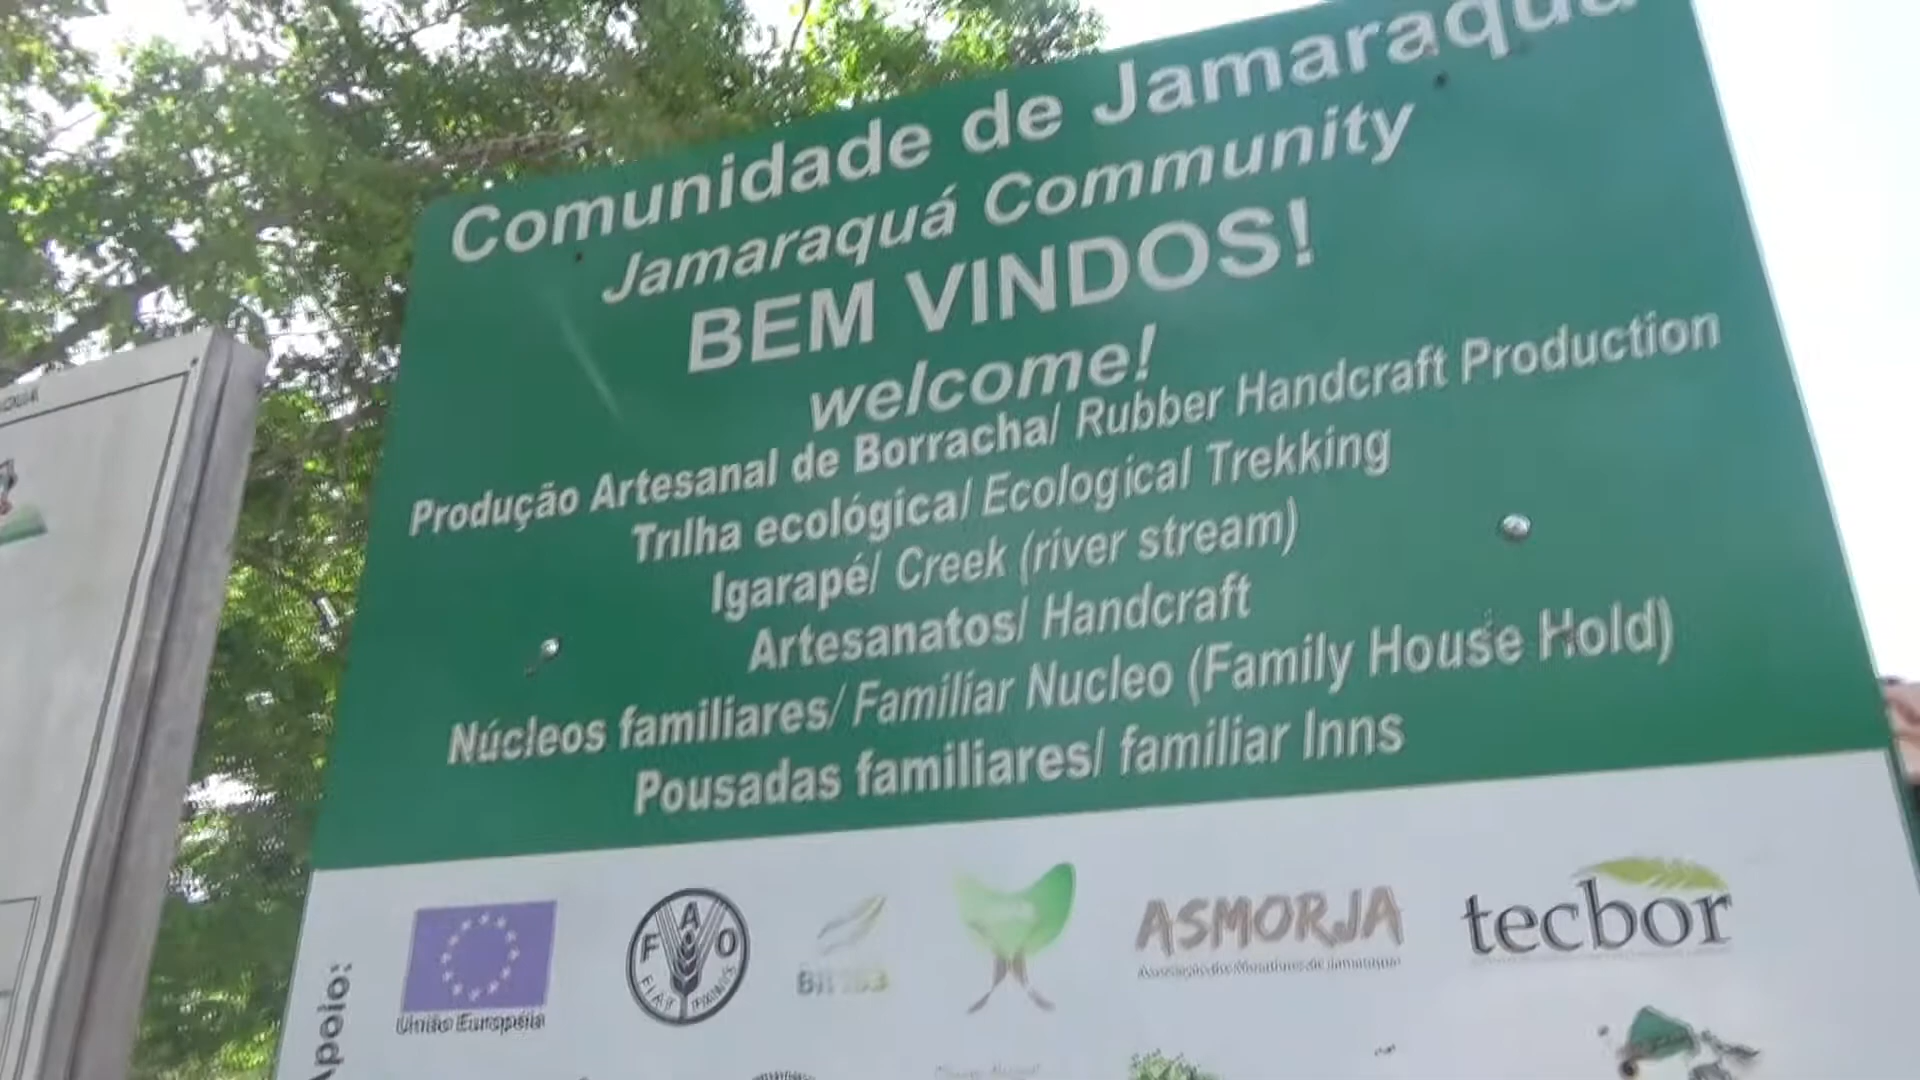 Comunidade de Jamaraquá
Jamaraquá Community
BEM VINDOS!
welcome!
Produção Artesanal de Borracha/ Rubber Handcraft Production
Trilha ecológica/ Ecological Trekking
Igarapé/ Creek (river stream)
Artesanatos/ Handcraft
Núcleos familiares/ Familiar Nucleo (Family House Hold)
Pousadas familiares/ familiar Inns
Apoio:
União Européia
FAO
FIAT PANIS
ASMORJA
Associação dos Moradores de Jamaraquá
tecbor